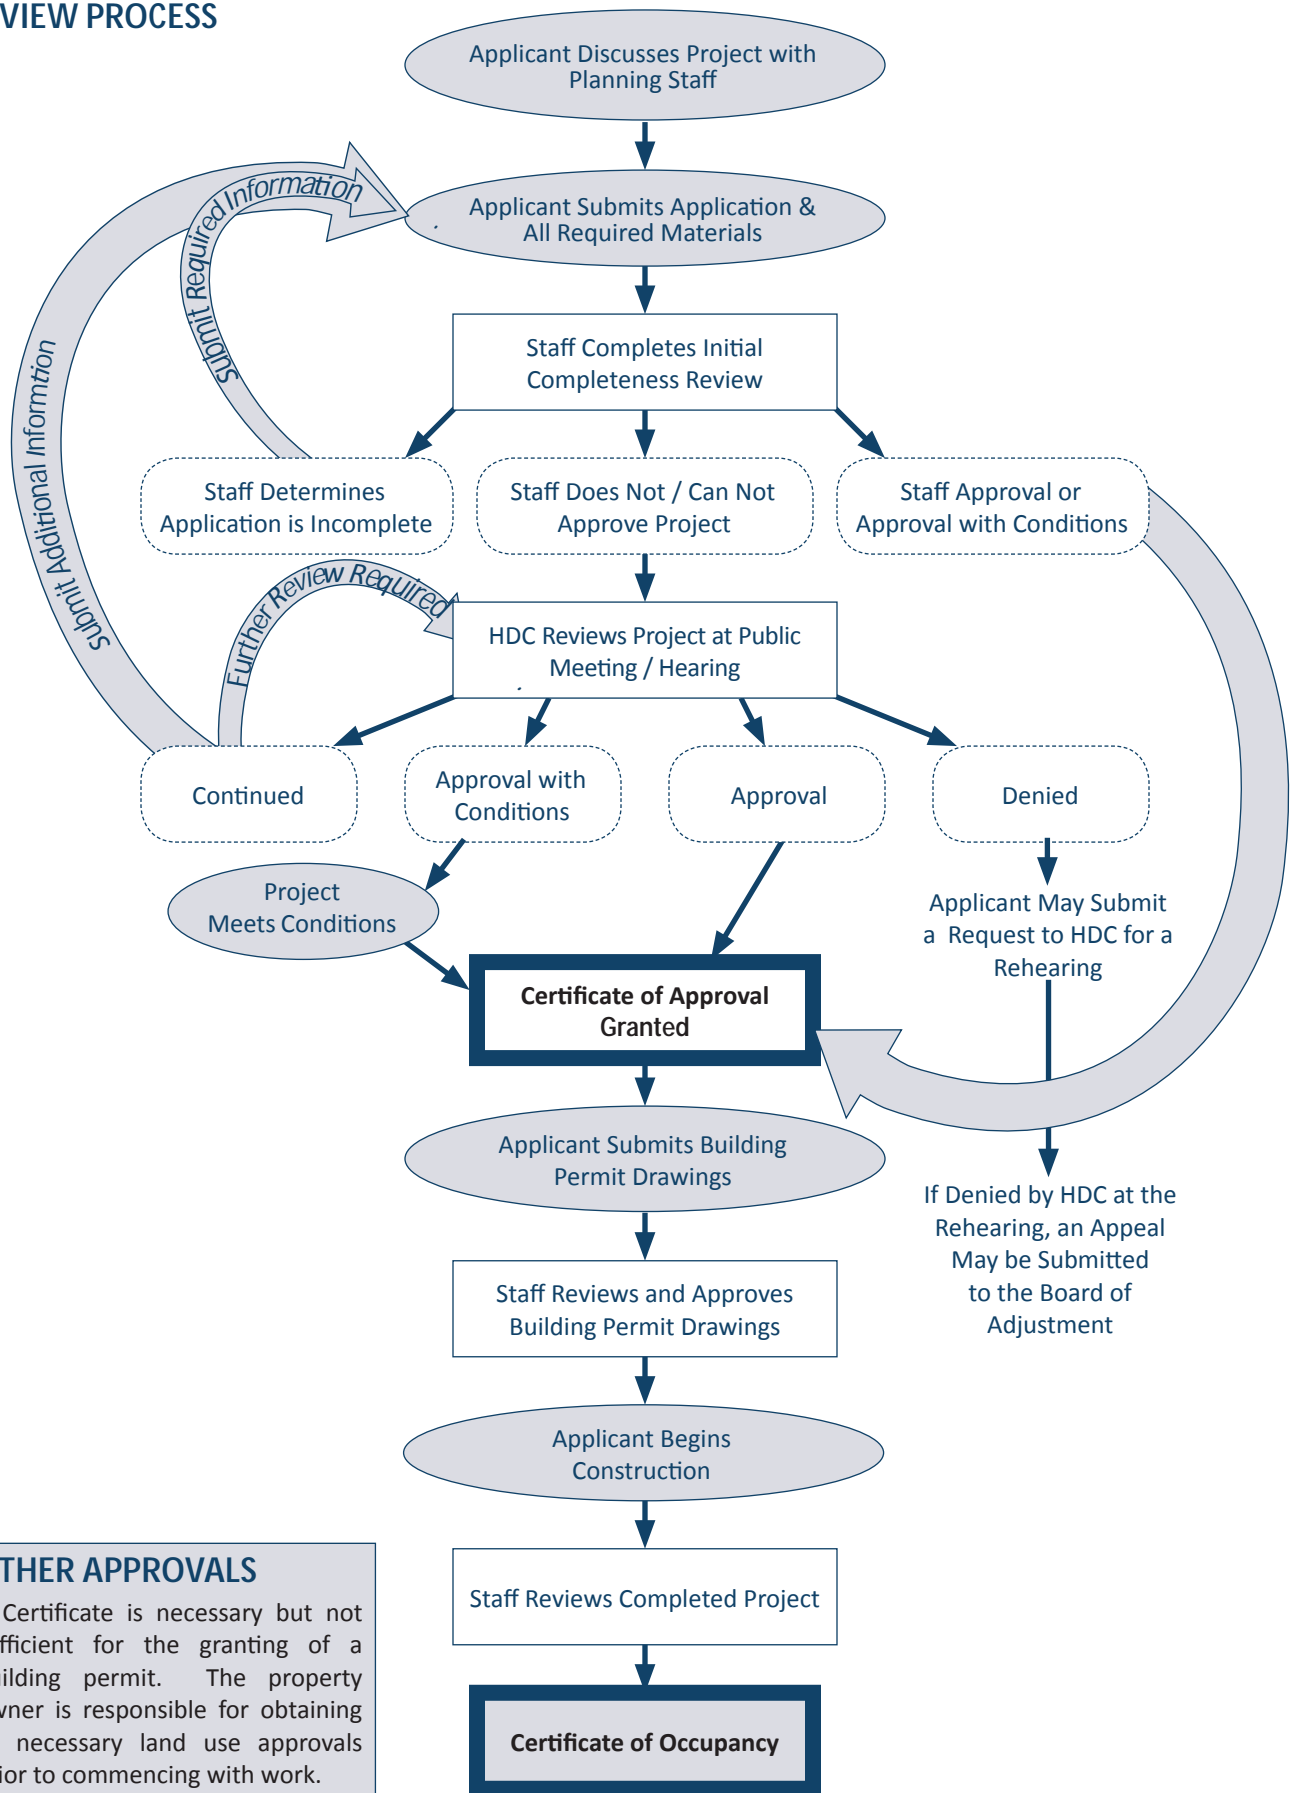 VIEW PROCESS
Applicant Discusses Project with
Planning Staff
Submit Required Information
Applicant Submits Application &
All Required Materials
Submit Additional Informtion
Staff Completes Initial
Completeness Review
Staff Determines
Application is Incomplete
Staff Does Not / Can Not
Approve Project
Staff Approval or
Approval with Conditions
Further Review Required
HDC Reviews Project at Public
Meeting / Hearing
Continued
Approval with
Conditions
Approval
Denied
Project
Meets Conditions
Applicant May Submit
a Request to HDC for a
Rehearing
Certificate of Approval
Granted
Applicant Submits Building
Permit Drawings
If Denied by HDC at the
Rehearing, an Appeal
May be Submitted
to the Board of
Adjustment
Staff Reviews and Approves
Building Permit Drawings
Applicant Begins
Construction
Staff Reviews Completed Project
Certificate of Occupancy
THER APPROVALS
Certificate is necessary but not
fficient for the granting of a
ilding permit. The property
wner is responsible for obtaining
necessary land use approvals
ior to commencing with work.